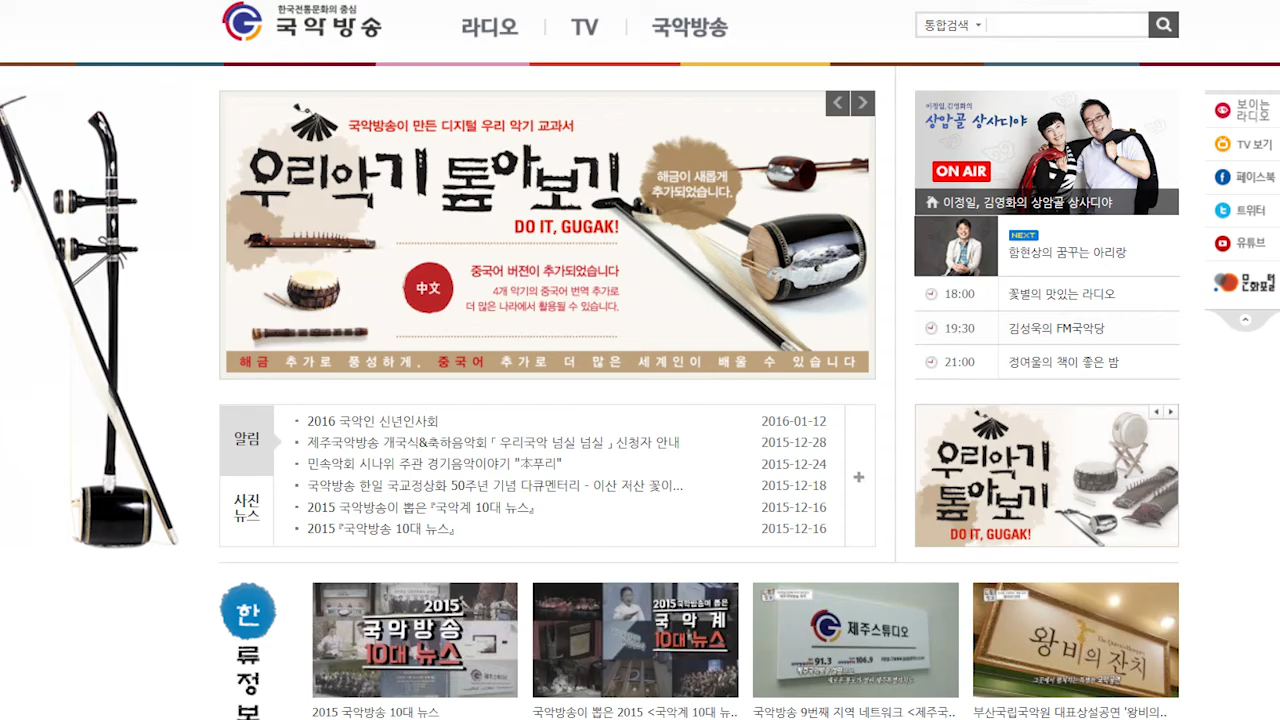 한국전통문화의 중심
국악방송
라디오
TV
국악방송
통합검색
국악방송이 만든 디지털 우리 악기 교과서
우리악기 톺아보기
해금이 새롭게
추가되었습니다.
DO IT, GUGAK!
中文
중국어 버젼이 추가되었습니다
4개 악기의 중국어 번역 추가로
더 많은 나라에서 활용될 수 있습니다.
해금 추가로 풍성하게, 중국어 추가로 더 많은 세계인이 배울 수 있습니다
이정일, 김영화의
상암골 상사디야
ON AIR
이정일, 김영화의 상암골 상사디야
NEXT
함현상의 꿈꾸는 아리랑
18:00 꽃별의 맛있는 라디오
19:30 김성욱의 FM국악당
21:00 정여울의 책이 좋은 밤
보이는
라디오
TV 보기
페이스북
트위터
유튜브
문화포털
알림
사진
뉴스
2016 국악인 신년인사회 2016-01-12
제주국악방송 개국식&축하음악회「 우리국악 넘실 넘실 」신청자 안내 2015-12-28
민속악회 시나위 주관 경기음악이야기 "本푸리" 2015-12-24
국악방송 한일 국교정상화 50주년 기념 다큐멘터리 - 이산 저산 꽃이... 2015-12-18
2015 국악방송이 뽑은 『국악계 10대 뉴스』 2015-12-16
2015 『국악방송 10대 뉴스』 2015-12-16
우리악기
톺아보기
DO IT, GUGAK!
한
류
정
보
2015
국악방송
10대 뉴스
2015 국악방송 10대 뉴스
2015 국악방송이 뽑은
국악계
10대 뉴스
국악방송이 뽑은 2015 <국악계 10대 뉴..
제주스튜디오
91.3
106.9
국악방송 9번째 지역 네트워크 <제주국..
왕비의 잔치
부산국립국악원 대표상설공연 '왕비의..